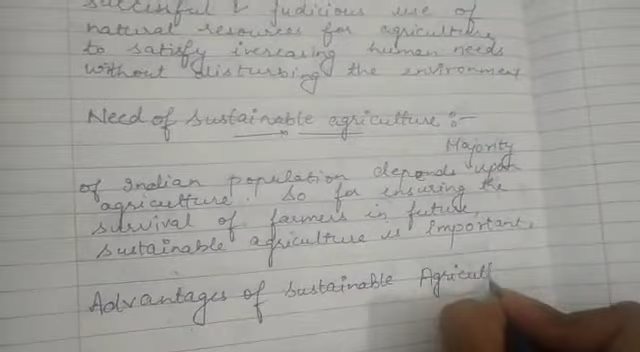 successful & judicious use of
natural resources for agriculture
to satisfy increasing human needs
without disturbing the environment
Need of sustainable agriculture :-
Majority
of Indian population depends upon
agriculture. So for ensuring the
survival of farmers in future,
sustainable agriculture is important.
Advantages of sustainable Agricult